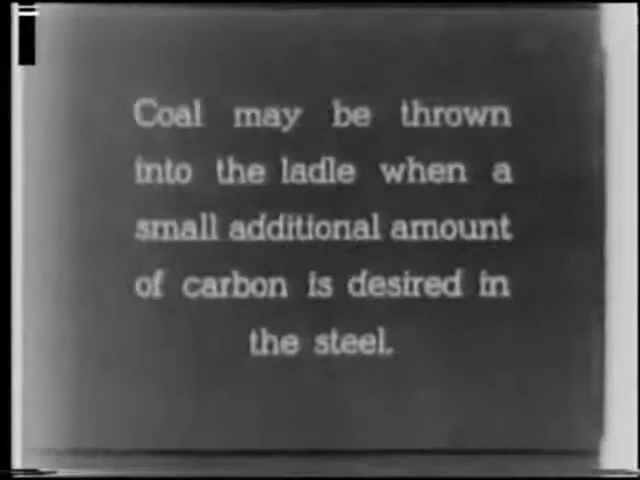 Coal may be thrown
into the ladle when a
small additional amount
of carbon is desired in
the steel.